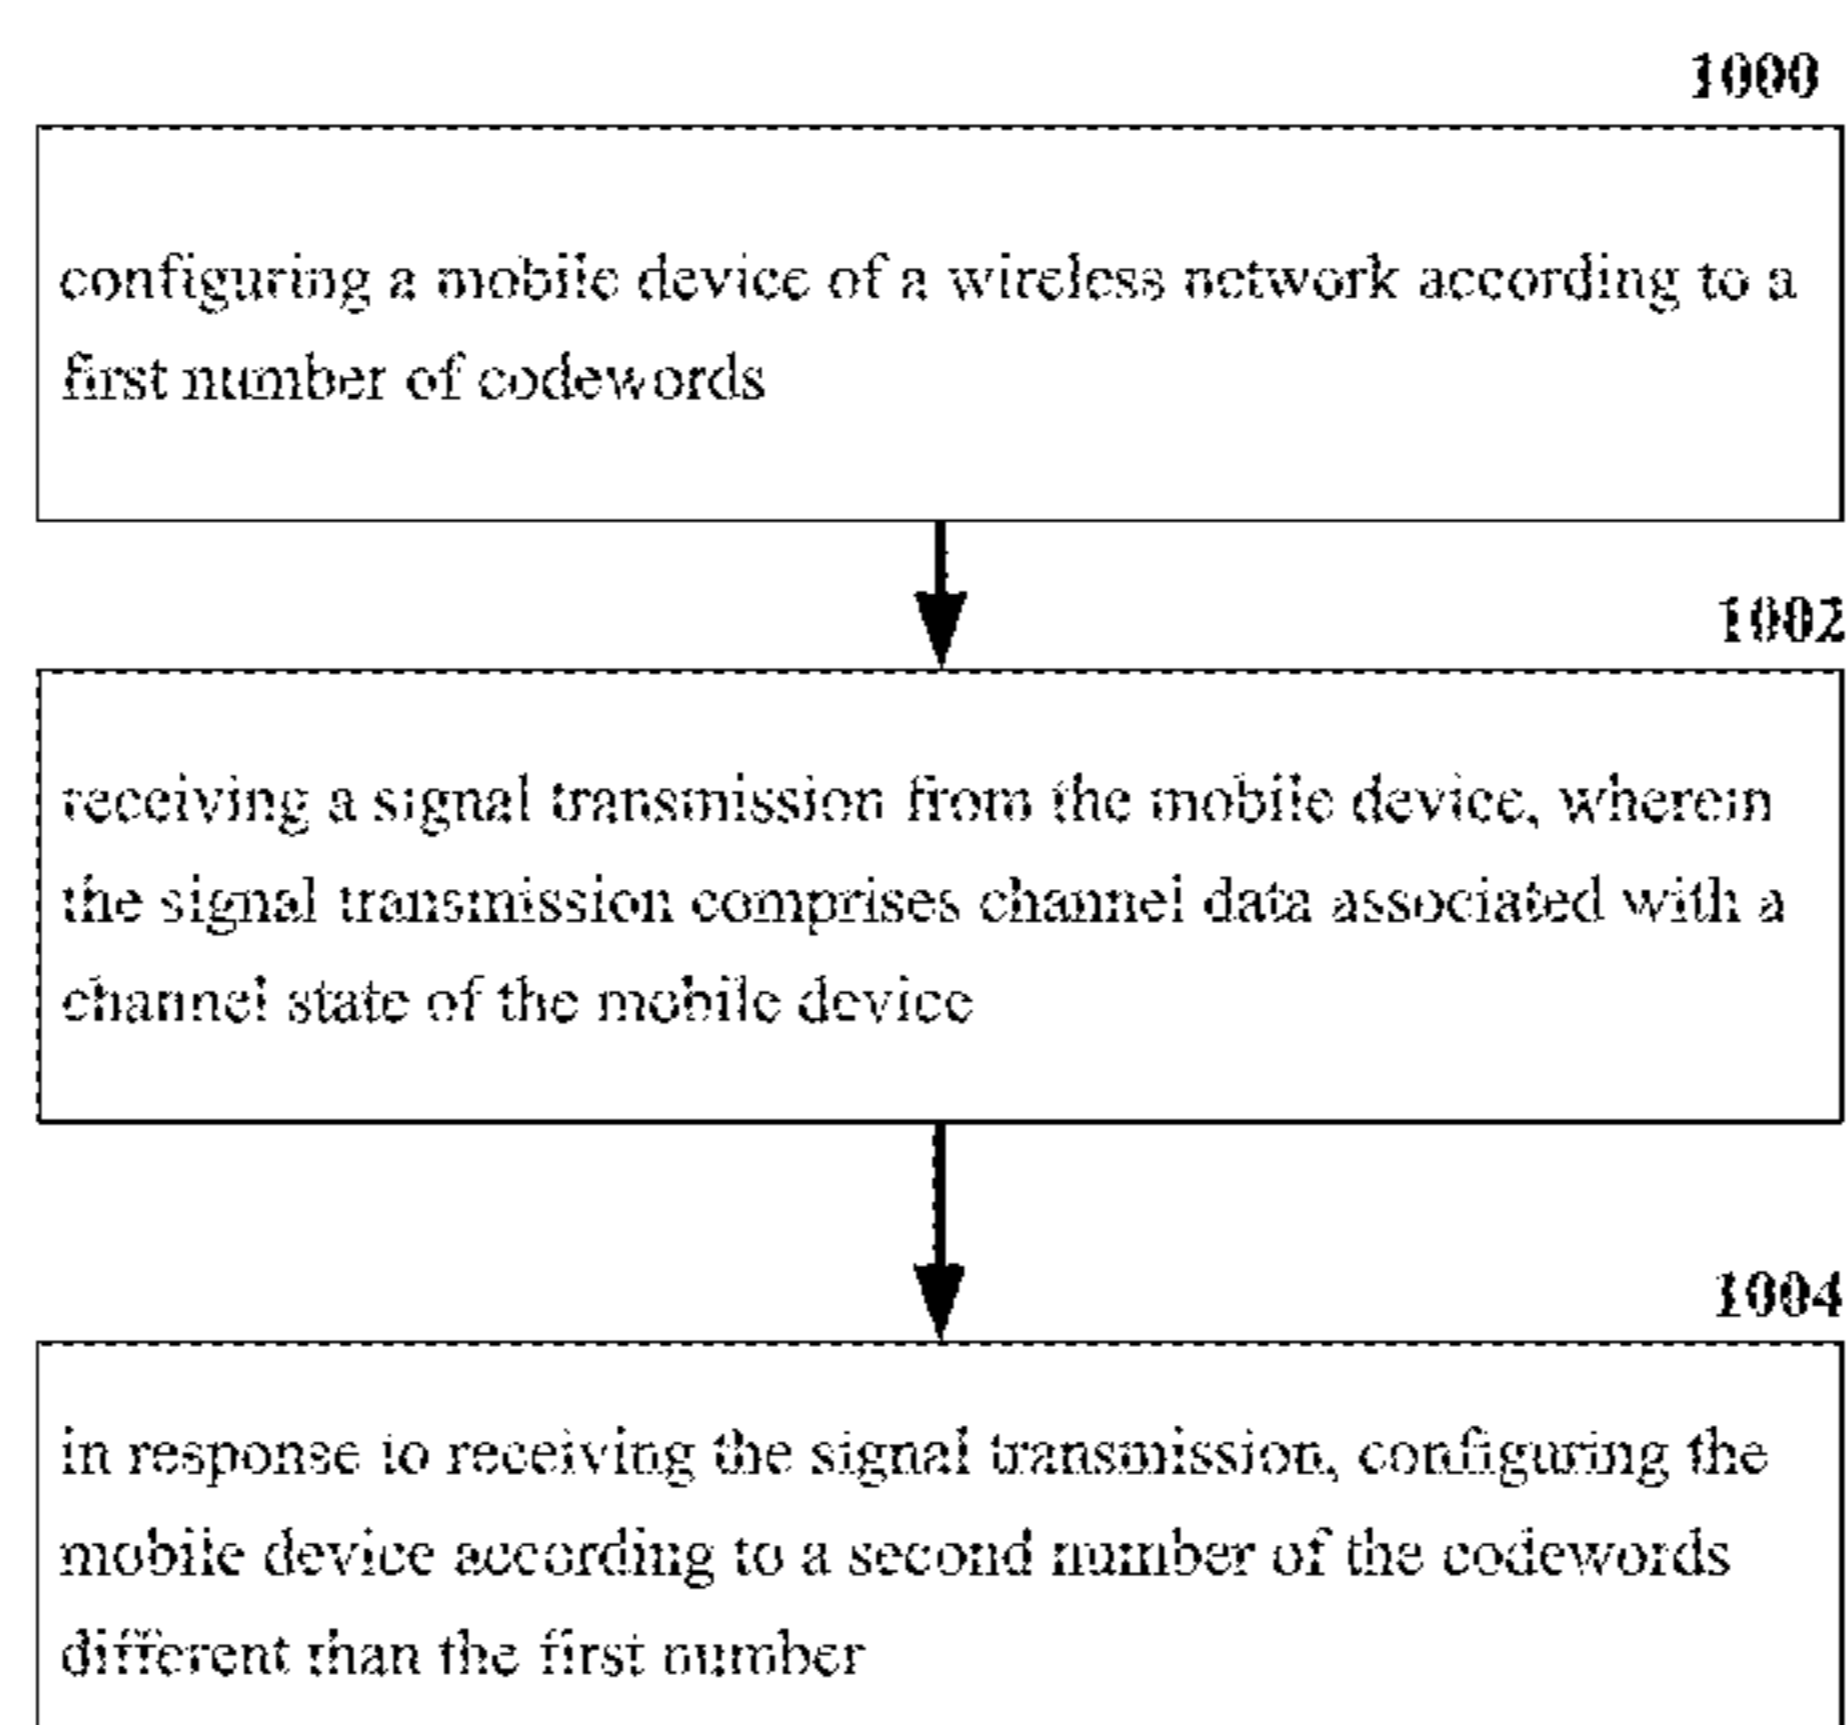 1000
configuring a mobile device of a wireless network according to a
first number of codewords
1002
receiving a signal transmission from the mobile device, wherein
the signal transmission comprises channel data associated with a
channel state of the mobile device
1004
in response to receiving the signal transmission, configuring the
mobile device according to a second number of the codewords
different than the first number